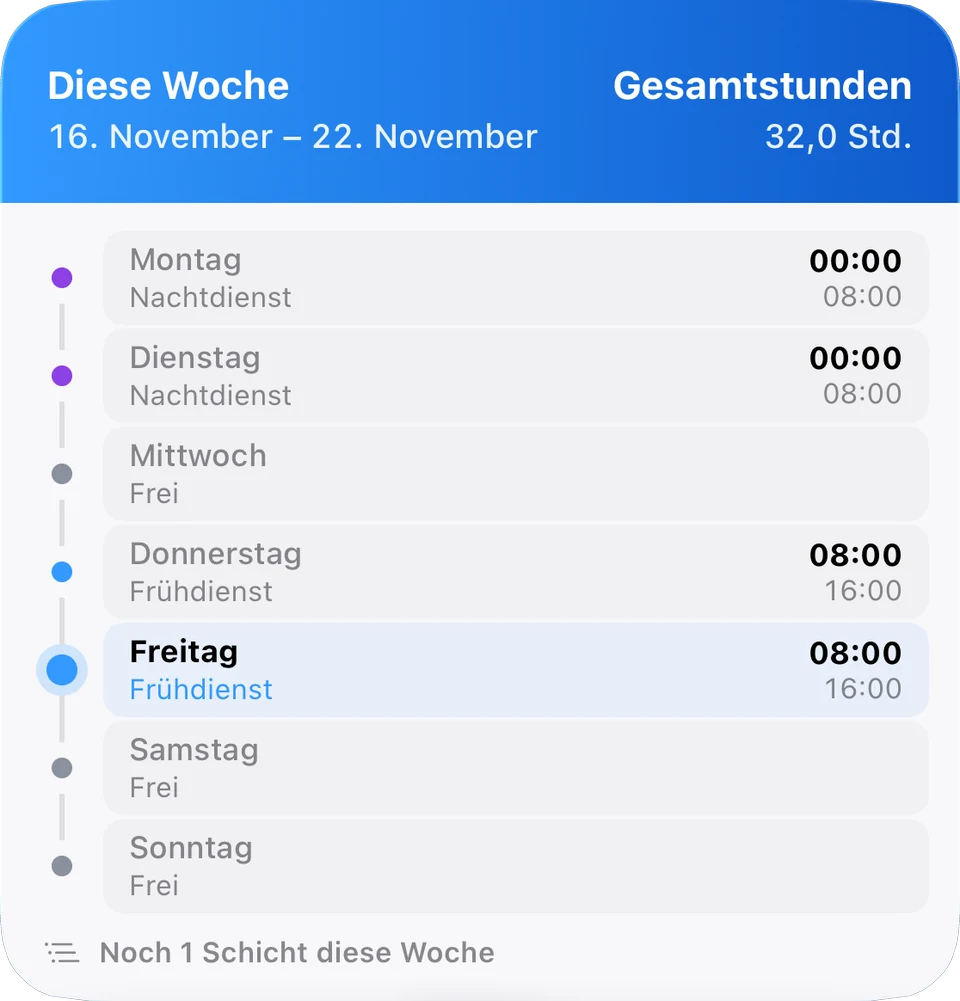 Diese Woche
Gesamtstunden
16. November – 22. November
32,0 Std.
Montag
00:00
Nachtdienst
08:00
Dienstag
00:00
Nachtdienst
08:00
Mittwoch
Frei
Donnerstag
08:00
Frühdienst
16:00
Freitag
08:00
Frühdienst
16:00
Samstag
Frei
Sonntag
Frei
Noch 1 Schicht diese Woche